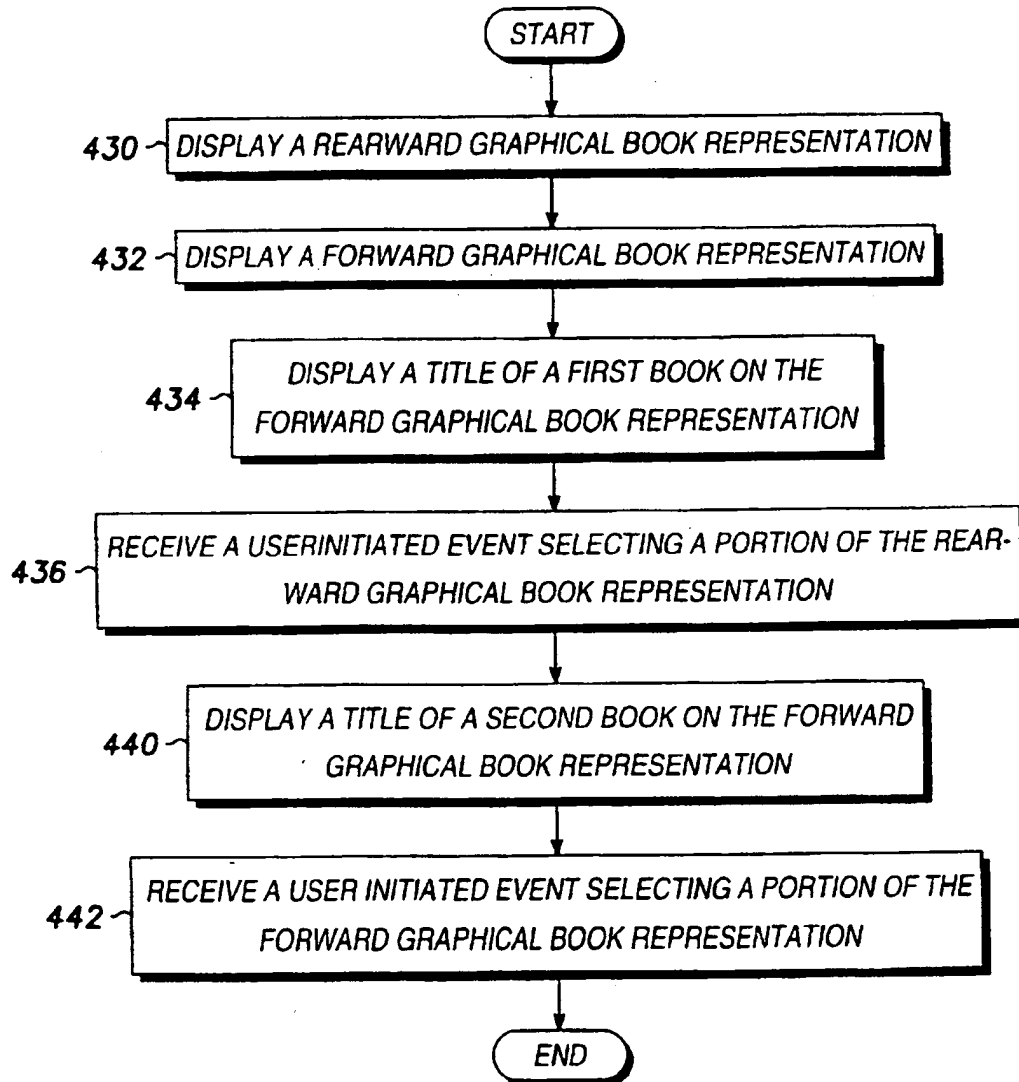 START
430 DISPLAY A REARWARD GRAPHICAL BOOK REPRESENTATION
432 DISPLAY A FORWARD GRAPHICAL BOOK REPRESENTATION
434
DISPLAY A TITLE OF A FIRST BOOK ON THE
FORWARD GRAPHICAL BOOK REPRESENTATION
436
RECEIVE A USERINITIATED EVENT SELECTING A PORTION OF THE REAR-
WARD GRAPHICAL BOOK REPRESENTATION
440
DISPLAY A TITLE OF A SECOND BOOK ON THE FORWARD
GRAPHICAL BOOK REPRESENTATION
442
RECEIVE A USER INITIATED EVENT SELECTING A PORTION OF THE
FORWARD GRAPHICAL BOOK REPRESENTATION
END